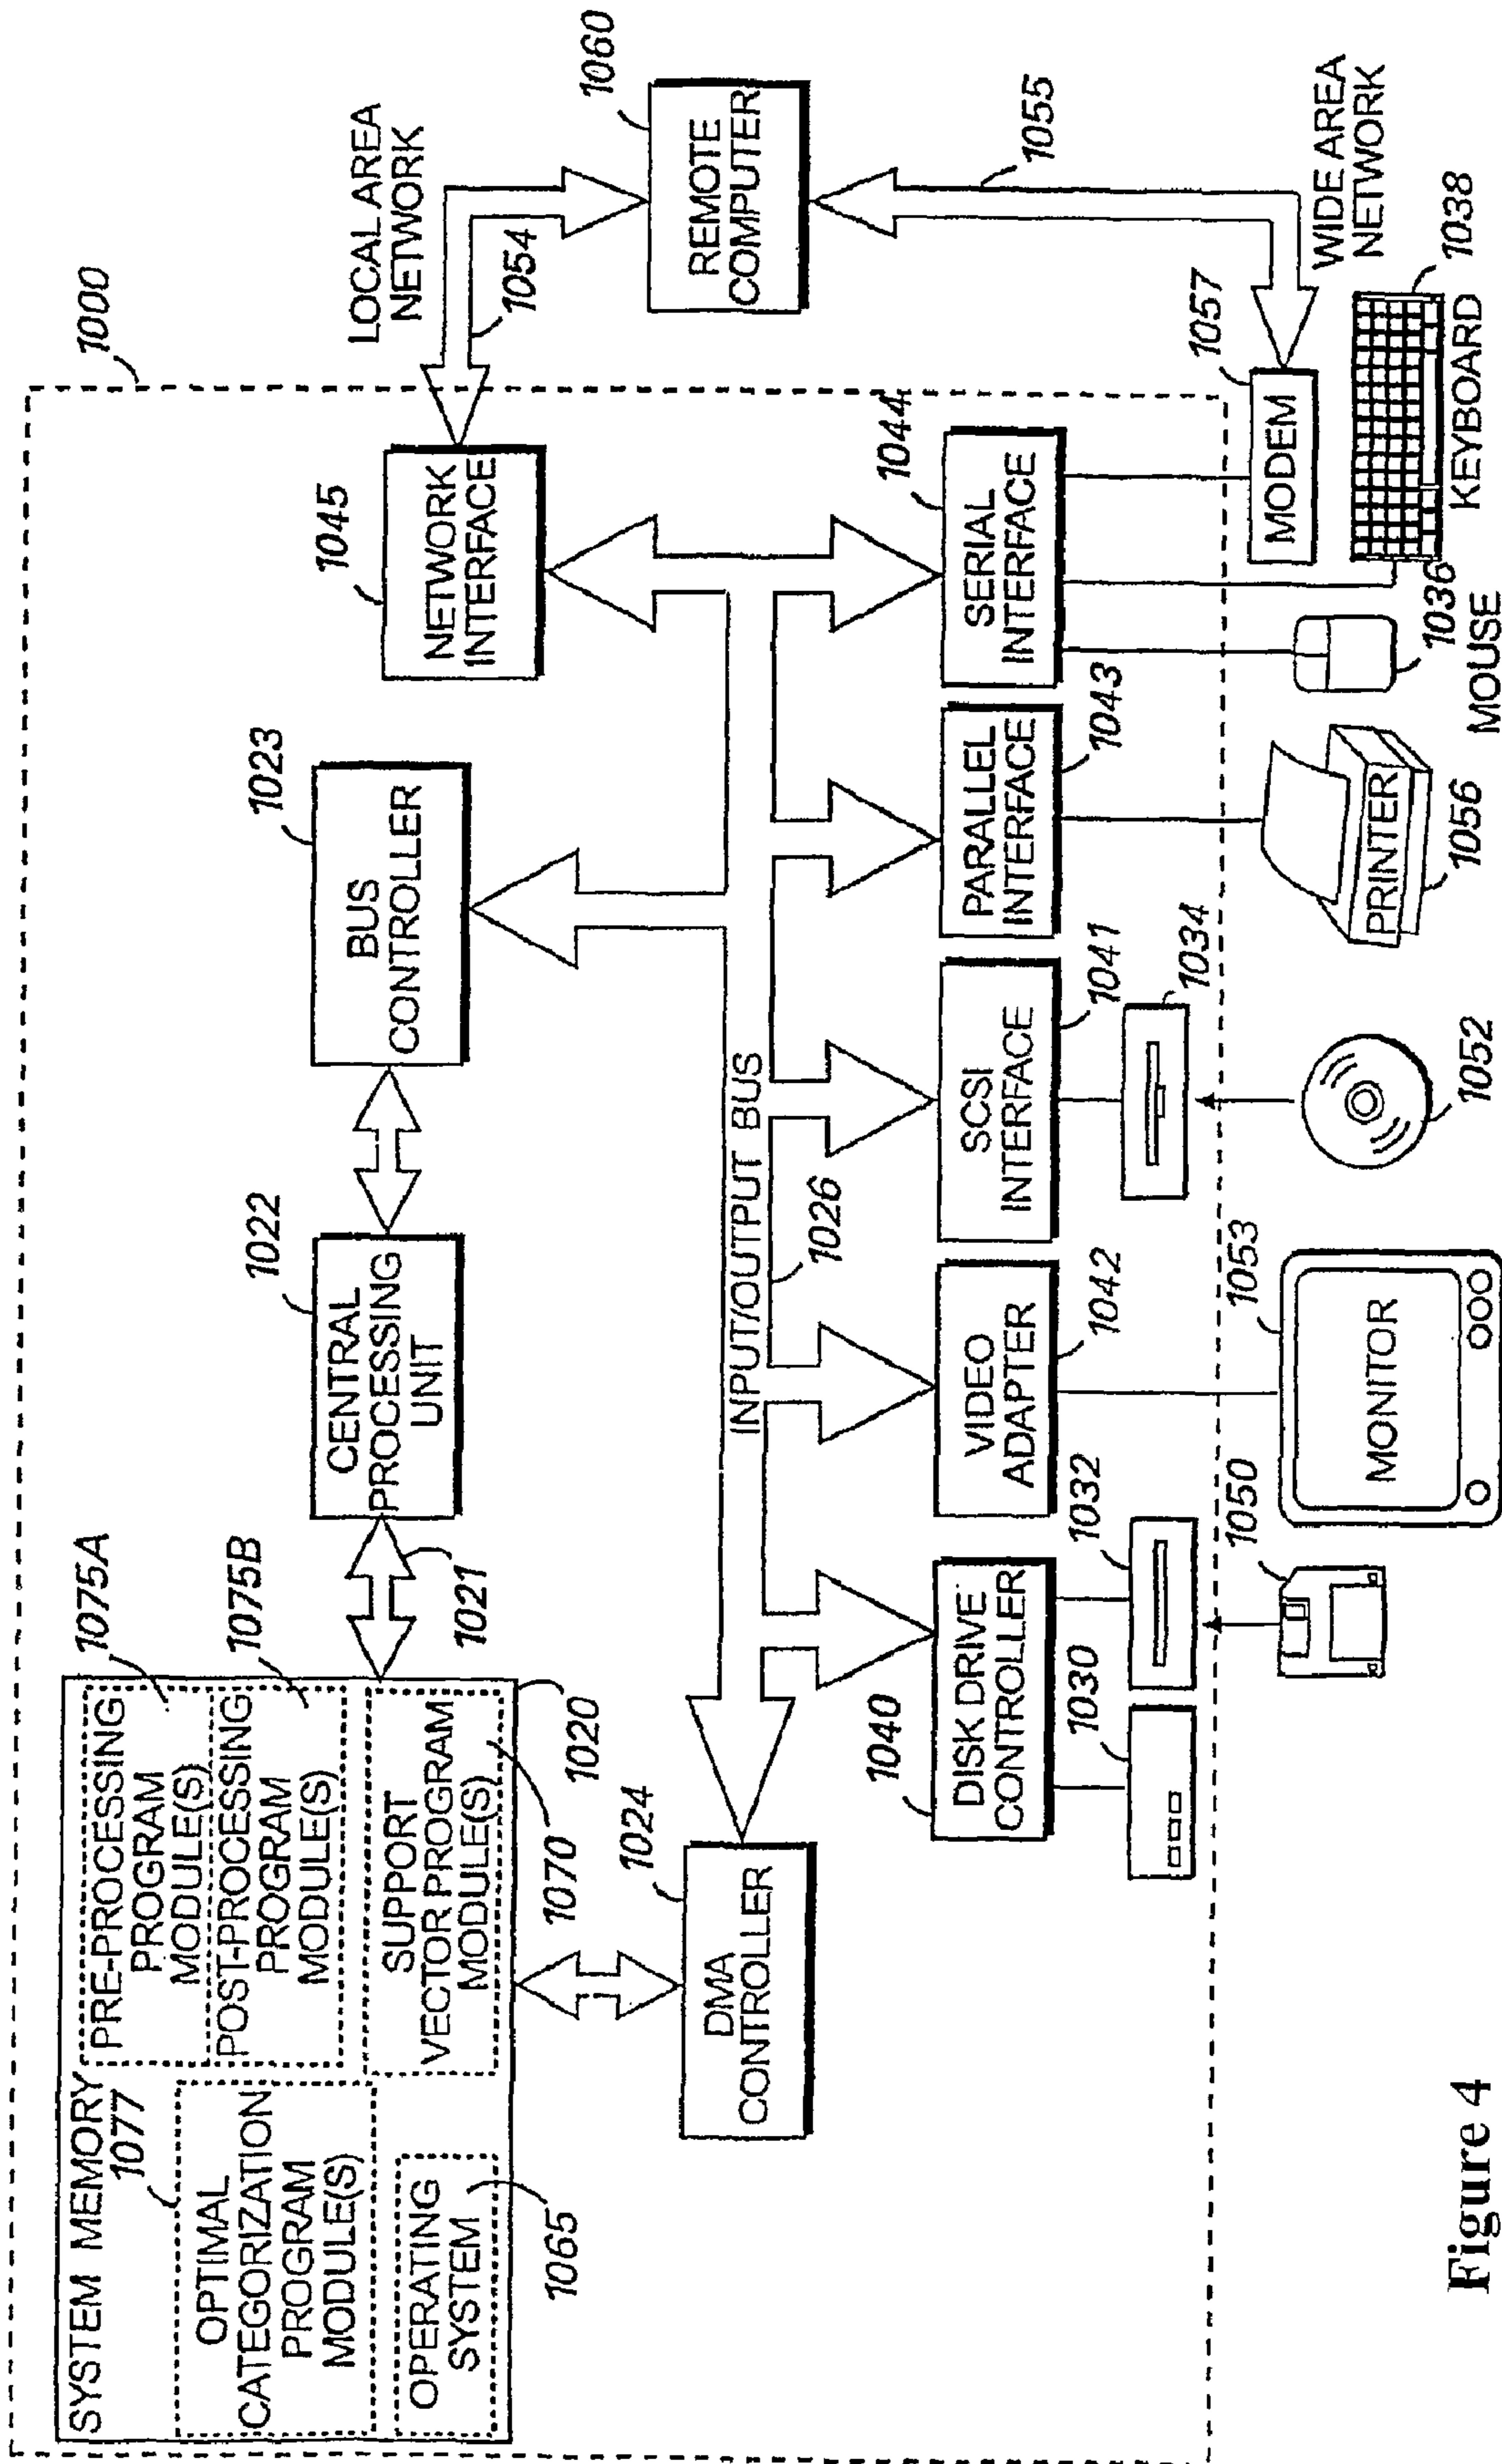 1000
SYSTEM MEMORY
1077
OPTIMAL
CATEGORIZATION
PROGRAM
MODULE(S)
OPERATING
SYSTEM
1065
PRE-PROCESSING
PROGRAM
MODULE(S)
1075A
POST-PROCESSING
PROGRAM
MODULE(S)
1075B
SUPPORT
VECTOR PROGRAM
MODULE(S)
1070
1020
1021
1022
CENTRAL
PROCESSING
UNIT
1023
BUS
CONTROLLER
1045
NETWORK
INTERFACE
LOCAL AREA
NETWORK
1054
1060
REMOTE
COMPUTER
1055
WIDE AREA
NETWORK
1024
DMA
CONTROLLER
INPUT/OUTPUT BUS
1026
1040
DISK DRIVE
CONTROLLER
1030
1032
VIDEO
ADAPTER
1042
SCSI
INTERFACE
1041
1034
PARALLEL
INTERFACE
1043
SERIAL
INTERFACE
1044
MODEM
1057
1050
MONITOR
1053
1052
PRINTER
1056
1036
MOUSE
KEYBOARD
1038
Figure 4